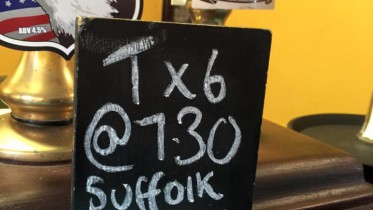 ABV 4.5%
T x 6
@ 7.30
Suffolk